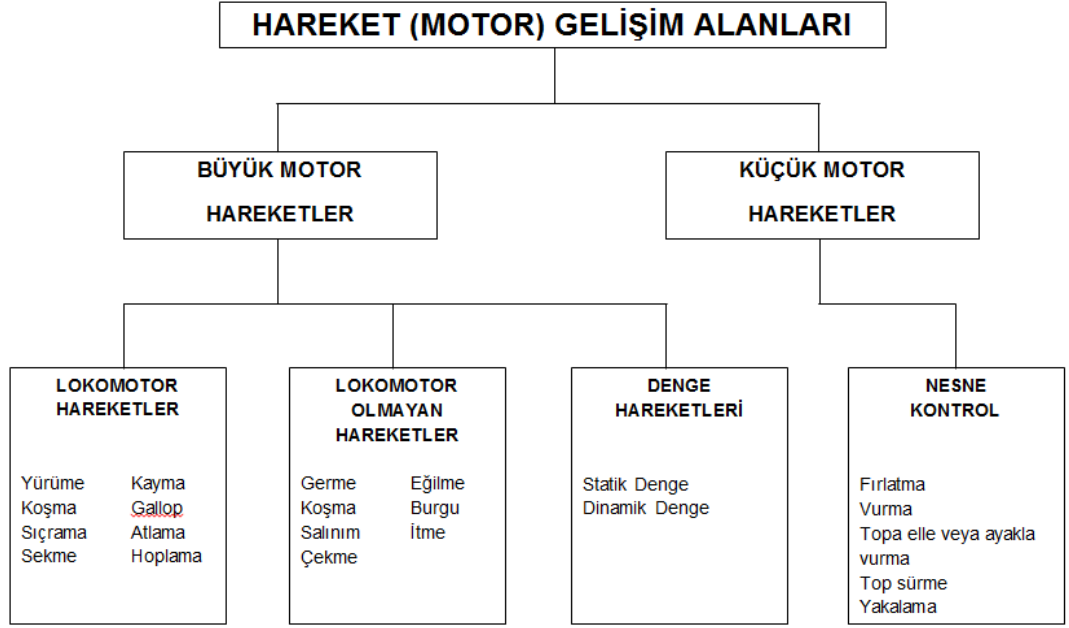 HAREKET (MOTOR) GELİŞİM ALANLARI
BÜYÜK MOTOR
HAREKETLER
KÜÇÜK MOTOR
HAREKETLER
LOKOMOTOR
HAREKETLER
Yürüme Kayma
Koşma Gallop
Sıçrama Atlama
Sekme Hoplama
LOKOMOTOR
OLMAYAN
HAREKETLER
Germe Eğilme
Koşma Burgu
Salınım İtme
Çekme
DENGE
HAREKETLERİ
Statik Denge
Dinamik Denge
NESNE
KONTROL
Fırlatma
Vurma
Topa elle veya ayakla
vurma
Top sürme
Yakalama